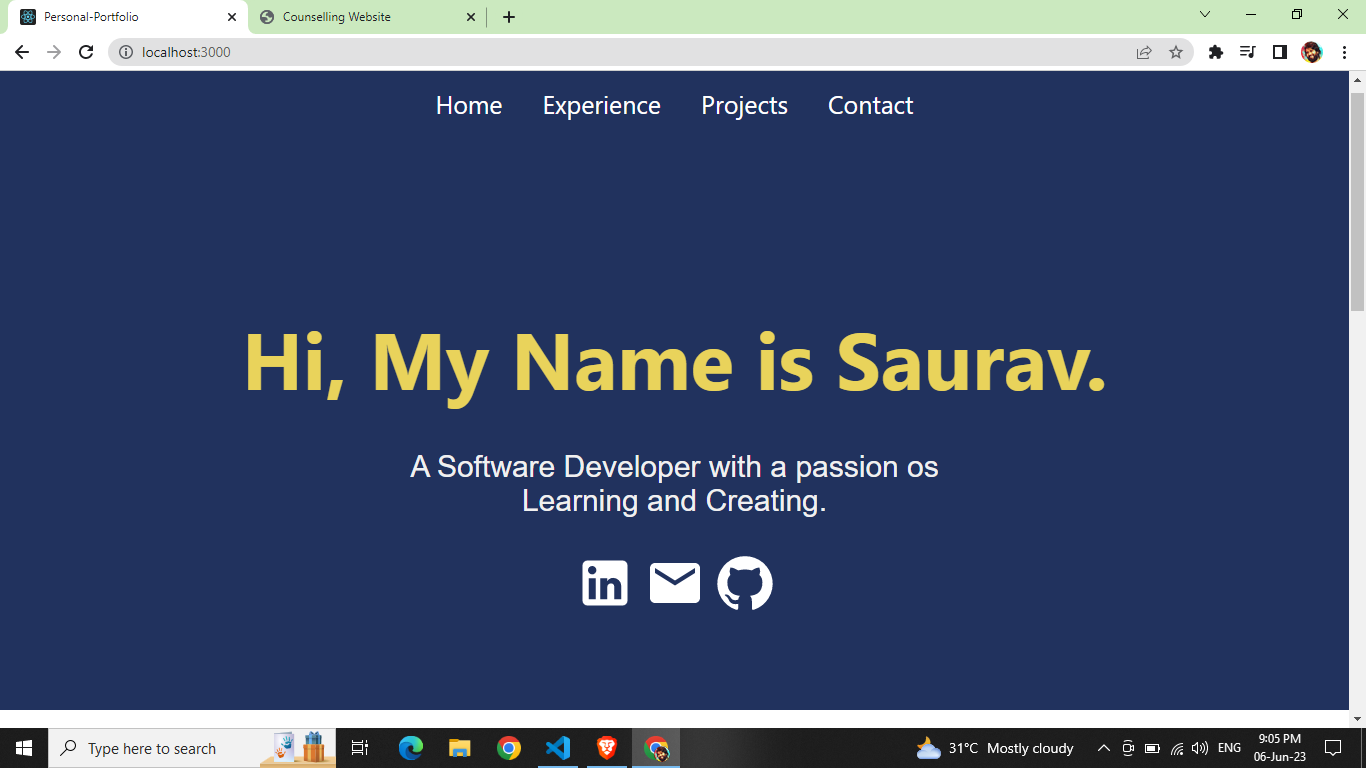 Personal-Portfolio
Counselling Website
localhost:3000
Home Experience Projects Contact
Hi, My Name is Saurav.
A Software Developer with a passion os
Learning and Creating.
in
Type here to search
31°C Mostly cloudy
ENG
9:05 PM
06-Jun-23